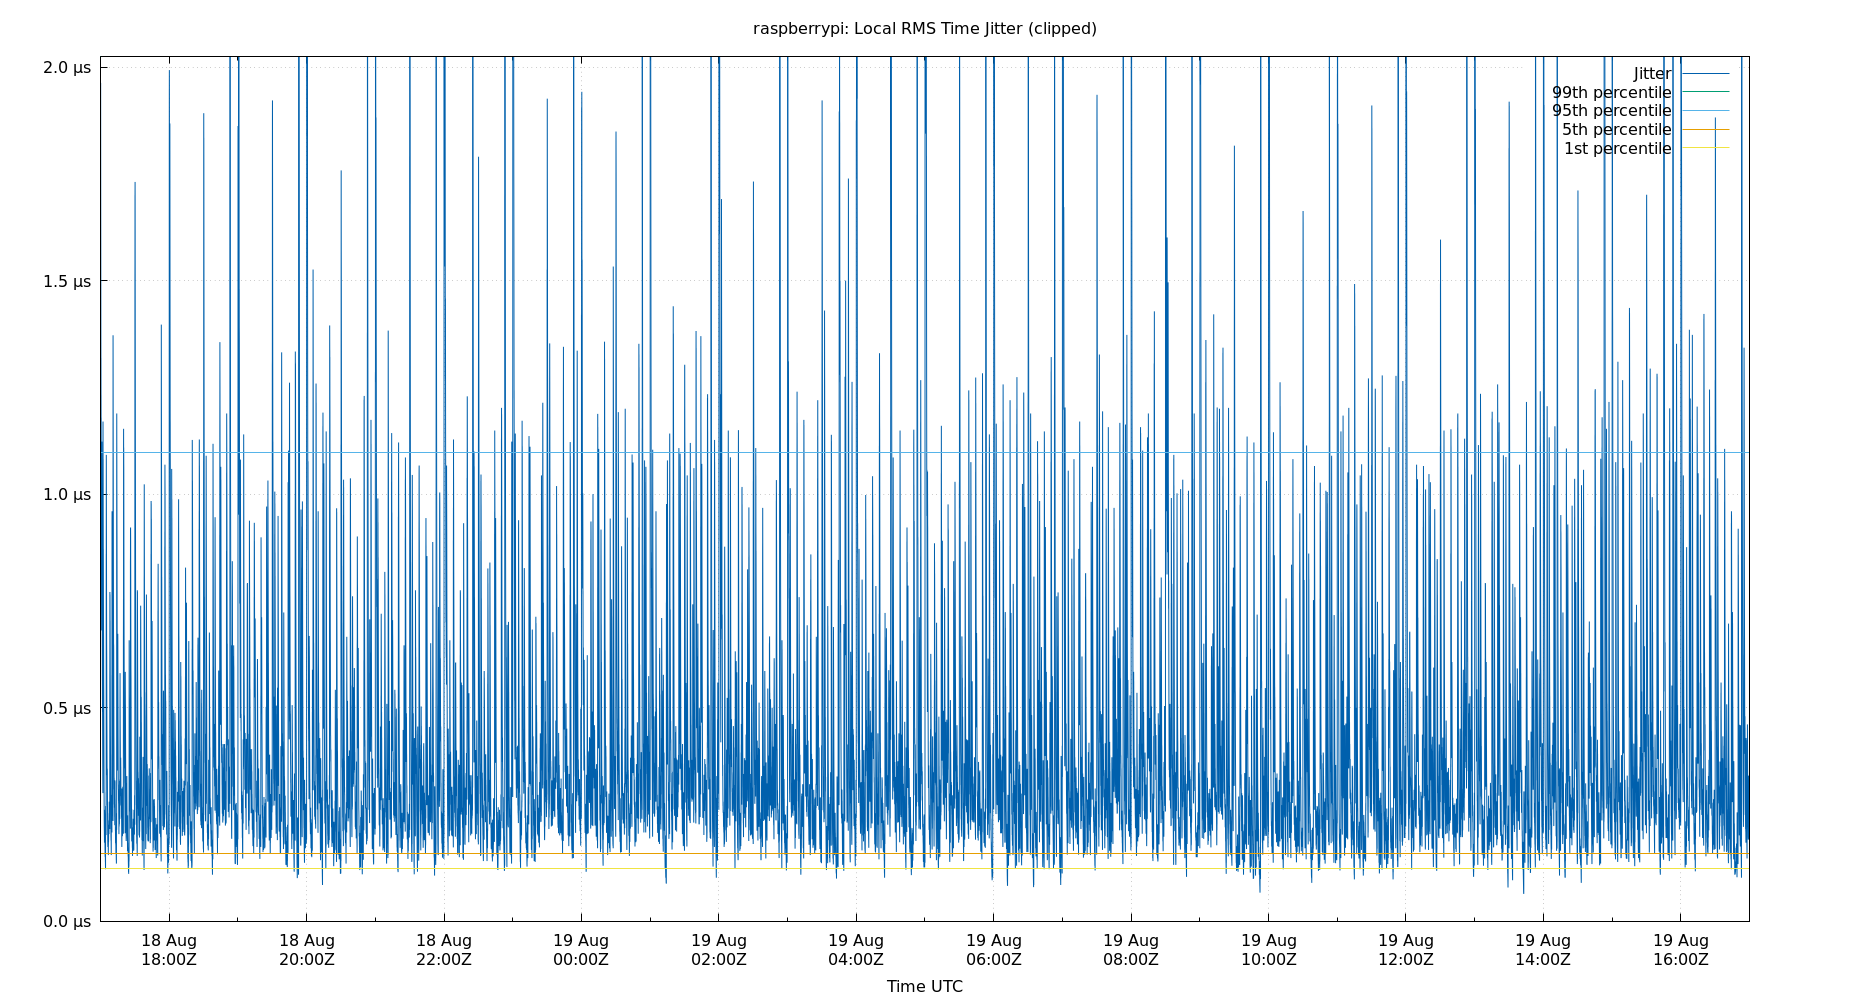 raspberrypi: Local RMS Time Jitter (clipped)
2.0 µs
1.5 µs
1.0 µs
0.5 µs
0.0 µs
Jitter
99th percentile
95th percentile
5th percentile
1st percentile
18 Aug
18:00Z
18 Aug
20:00Z
18 Aug
22:00Z
19 Aug
00:00Z
19 Aug
02:00Z
19 Aug
04:00Z
19 Aug
06:00Z
19 Aug
08:00Z
19 Aug
10:00Z
19 Aug
12:00Z
19 Aug
14:00Z
19 Aug
16:00Z
Time UTC